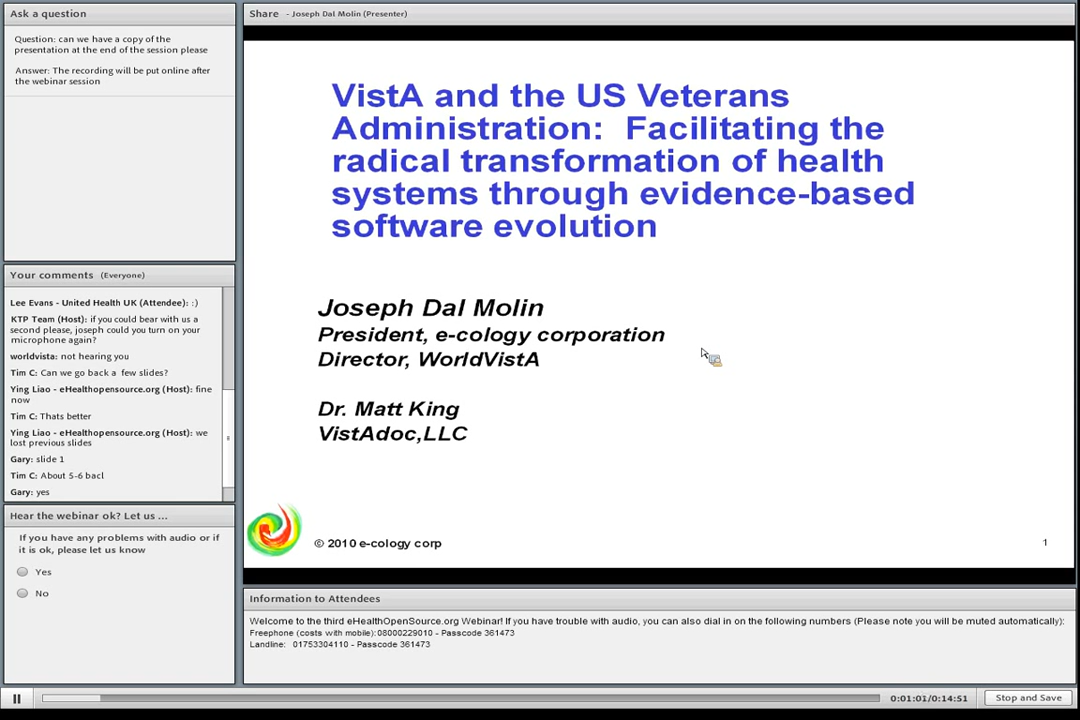 Ask a question
Question: can we have a copy of the
presentation at the end of the session please
Answer: The recording will be put online after
the webinar session
Your comments (Everyone)
Lee Evans - United Health UK (Attendee): :)
KTP Team (Host): if you could bear with us a
second please, joseph could you turn on your
microphone again?
worldvista: not hearing you
Tim C: Can we go back a few slides?
Ying Liao - eHealthopensource.org (Host): fine
now
Tim C: Thats better
Ying Liao - eHealthopensource.org (Host): we
lost previous slides
Gary: slide 1
Tim C: About 5-6 bacl
Gary: yes
Hear the webinar ok? Let us ...
If you have any problems with audio or if
it is ok, please let us know
Yes
No
Share - Joseph Dal Molin (Presenter)
VistA and the US Veterans
Administration: Facilitating the
radical transformation of health
systems through evidence-based
software evolution
Joseph Dal Molin
President, e-cology corporation
Director, WorldVistA
Dr. Matt King
VistAdoc,LLC
© 2010 e-cology corp
1
Information to Attendees
Welcome to the third eHealthOpenSource.org Webinar! If you have trouble with audio, you can also dial in on the following numbers (Please note you will be muted automatically):
Freephone (costs with mobile): 08000229010 - Passcode 361473
Landline: 01753304110 - Passcode 361473
0:01:01/0:14:51
Stop and Save